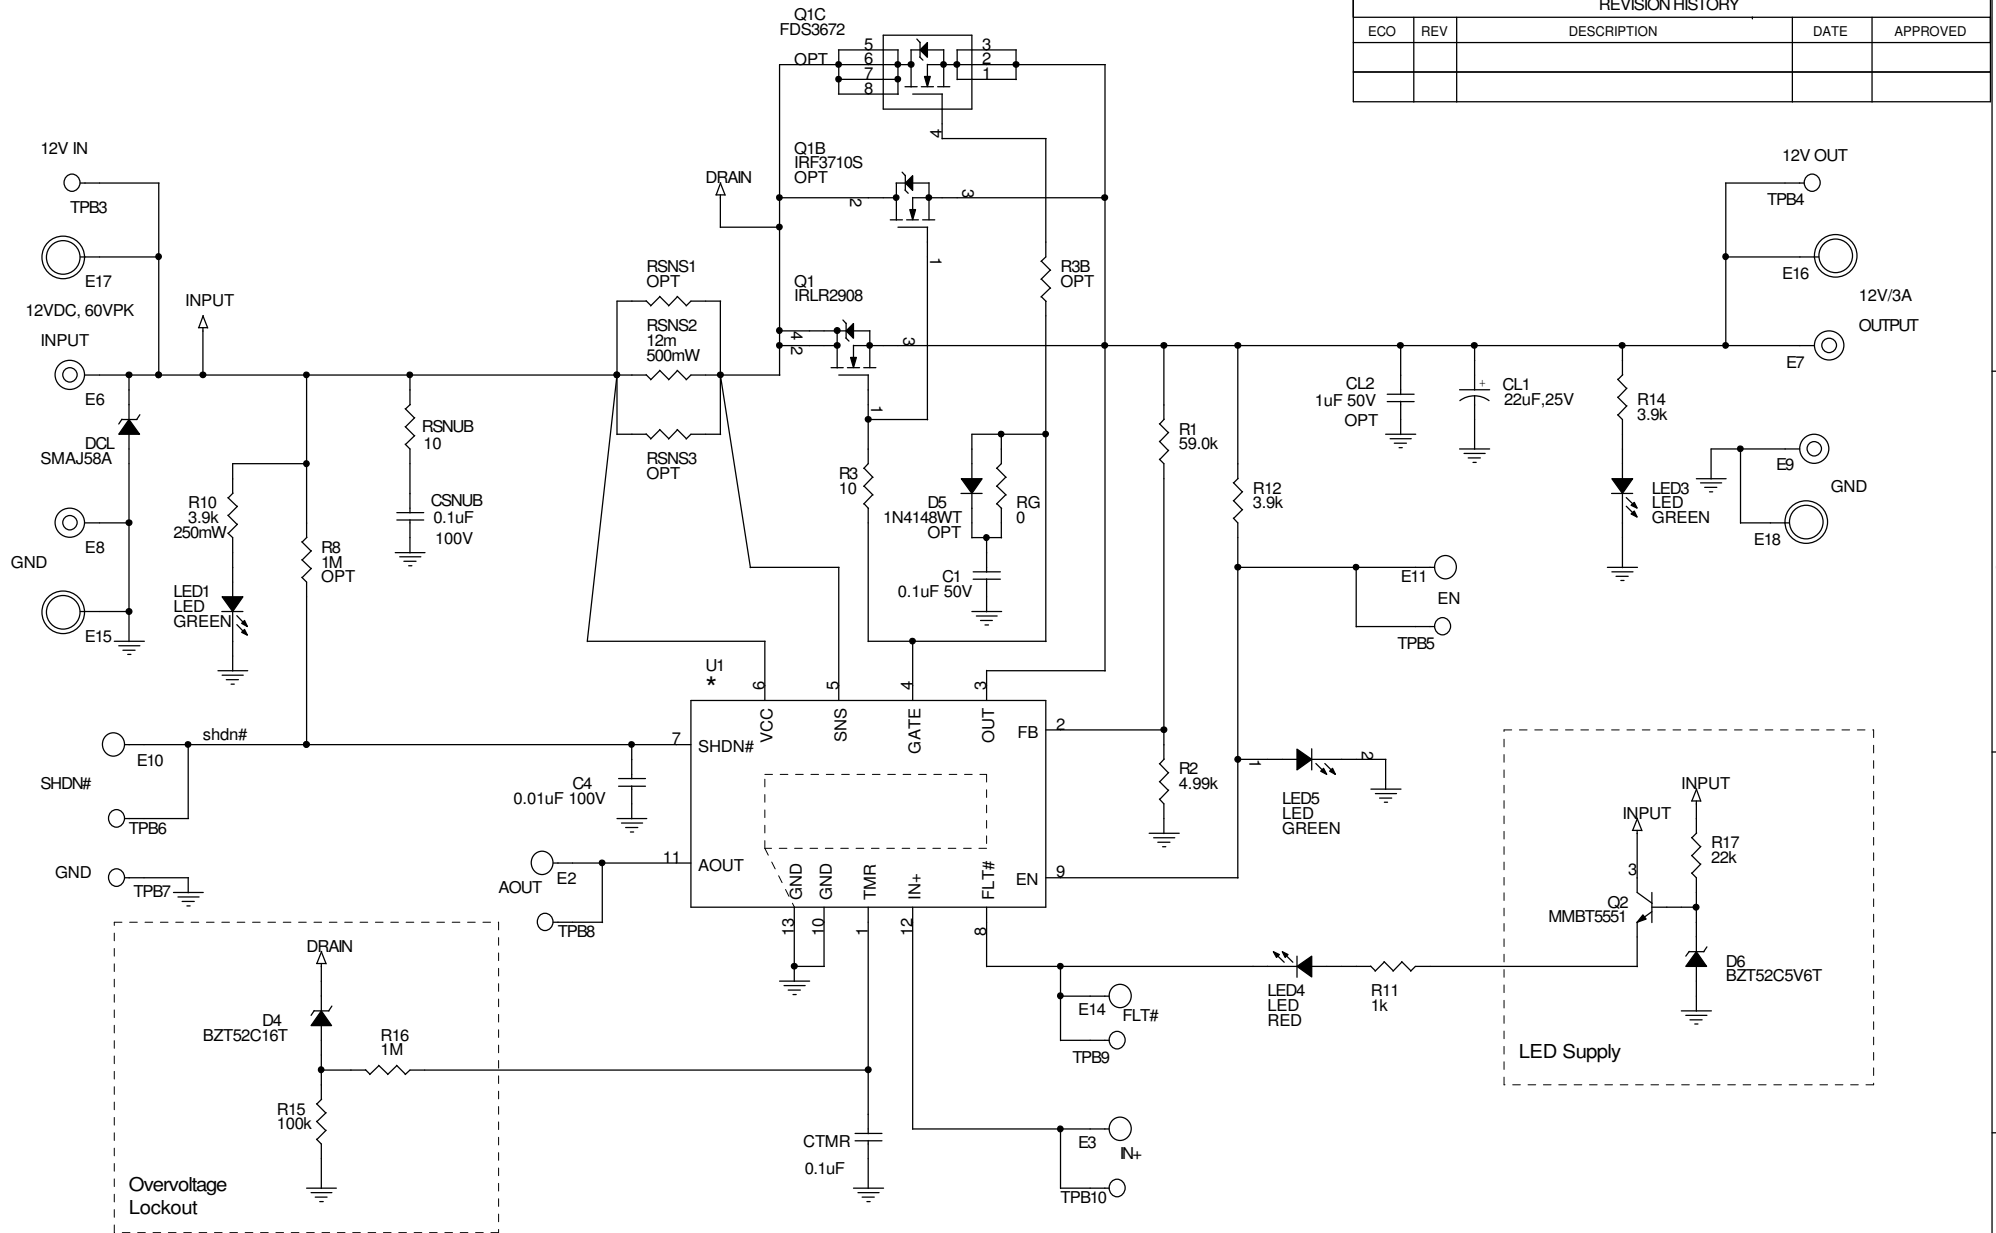 REVISION HISTORY
ECO REV DESCRIPTION DATE APPROVED
Q1C
FDS3672
OPT
5
6
7
8
3
2
1
4
12V IN
TPB3
E17
12VDC, 60VPK
INPUT
INPUT
E6
DCL
SMAJ58A
E8
GND
E15
R10
3.9k
250mW
LED1
LED
GREEN
R8
1M
OPT
RSNUB
10
CSNUB
0.1uF
100V
RSNS1
OPT
RSNS2
12m
500mW
RSNS3
OPT
DRAIN
Q1B
IRF3710S
OPT
2
3
1
Q1
IRLR2908
4
2
3
1
R3B
OPT
R3
10
D5
1N4148WT
OPT
RG
0
C1
0.1uF 50V
R1
59.0k
R12
3.9k
CL2
1uF 50V
OPT
+
CL1
22uF,25V
R14
3.9k
LED3
LED
GREEN
12V OUT
TPB4
E16
12V/3A
OUTPUT
E7
E9
GND
E18
E11
EN
TPB5
U1
*
6
5
4
3
VCC
SNS
GATE
OUT
7
SHDN#
FB
2
11
AOUT
EN
9
GND
GND
TMR
IN+
FLT#
13
10
1
12
8
shdn#
E10
SHDN#
TPB6
GND
TPB7
C4
0.01uF 100V
E2
AOUT
TPB8
R2
4.99k
1
2
LED5
LED
GREEN
INPUT
INPUT
R17
22k
3
Q2
MMBT5551
D6
BZT52C5V6T
LED Supply
LED4
LED
RED
R11
1k
E14
FLT#
TPB9
E3
IN+
TPB10
DRAIN
D4
BZT52C16T
R16
1M
R15
100k
CTMR
0.1uF
Overvoltage
Lockout